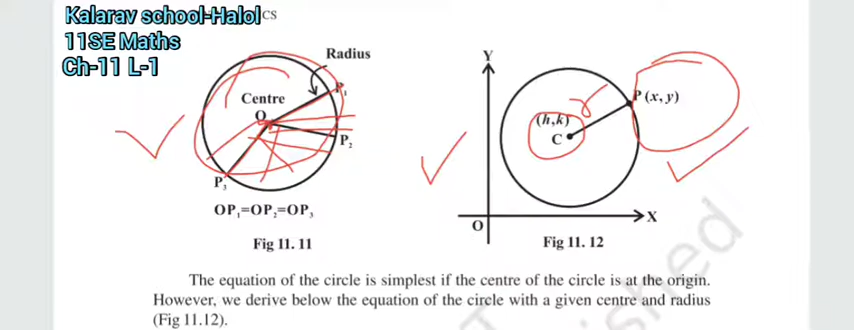 Kalarav school-Halol CS
11SE Maths
Ch-11 L-1
Radius
Centre
O
P₁
P₂
P₃
OP₁=OP₂=OP₃
Fig 11. 11
Y
P (x, y)
(h,k)
C
r
O
X
Fig 11. 12
The equation of the circle is simplest if the centre of the circle is at the origin.
However, we derive below the equation of the circle with a given centre and radius
(Fig 11.12).